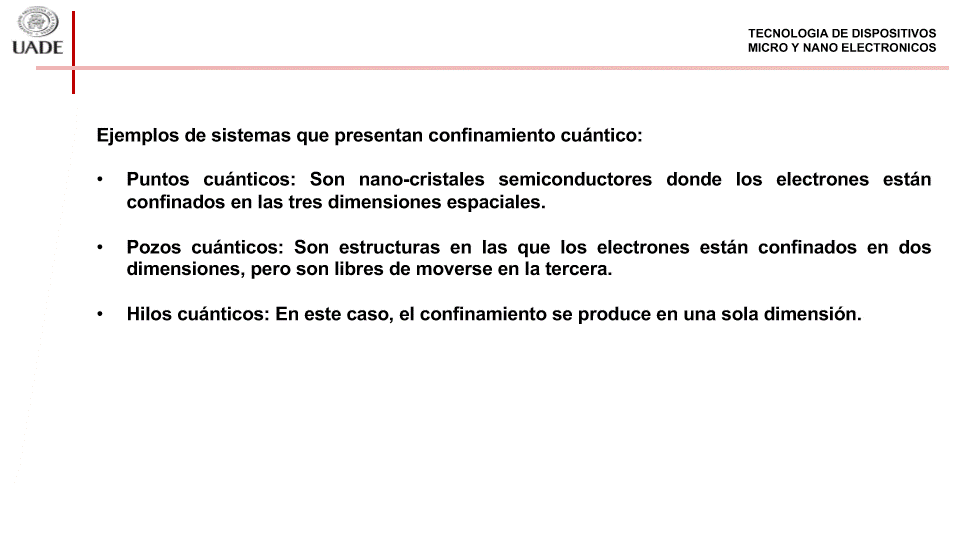 UADE
TECNOLOGIA DE DISPOSITIVOS
MICRO Y NANO ELECTRONICOS
Ejemplos de sistemas que presentan confinamiento cuántico:
• Puntos cuánticos: Son nano-cristales semiconductores donde los electrones están
confinados en las tres dimensiones espaciales.
• Pozos cuánticos: Son estructuras en las que los electrones están confinados en dos
dimensiones, pero son libres de moverse en la tercera.
• Hilos cuánticos: En este caso, el confinamiento se produce en una sola dimensión.